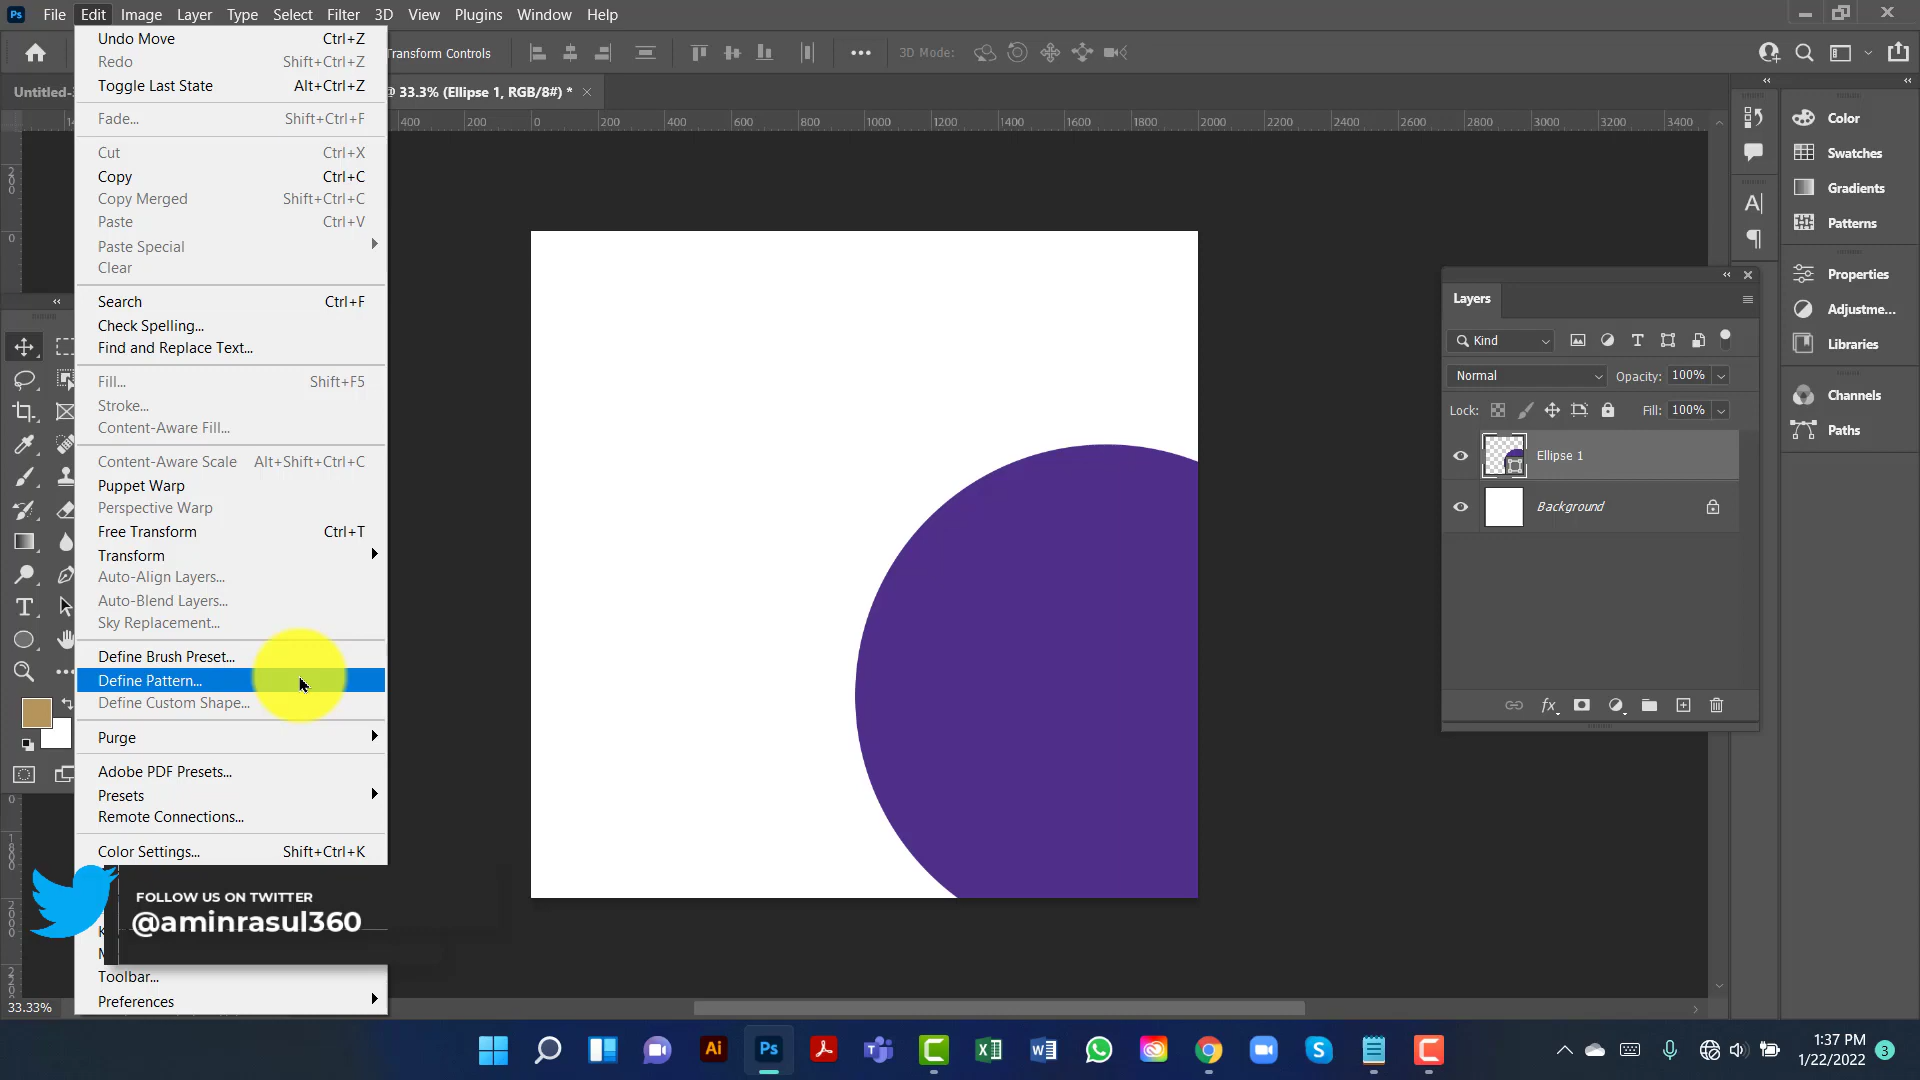 Ps File Edit Image Layer Type Select Filter 3D View Plugins Window Help
Transform Controls 3D Mode:
Untitled- @ 33.3% (Ellipse 1, RGB/8#) *
400 200 0 200 400 600 800 1000 1200 1400 1600 1800 2000 2200 2400 2600 2800 3000 3200 3400
Undo Move Ctrl+Z
Redo Shift+Ctrl+Z
Toggle Last State Alt+Ctrl+Z
Fade... Shift+Ctrl+F
Cut Ctrl+X
Copy Ctrl+C
Copy Merged Shift+Ctrl+C
Paste Ctrl+V
Paste Special
Clear
Search Ctrl+F
Check Spelling...
Find and Replace Text...
Fill... Shift+F5
Stroke...
Content-Aware Fill...
Content-Aware Scale Alt+Shift+Ctrl+C
Puppet Warp
Perspective Warp
Free Transform Ctrl+T
Transform
Auto-Align Layers...
Auto-Blend Layers...
Sky Replacement...
Define Brush Preset...
Define Pattern...
Define Custom Shape...
Purge
Adobe PDF Presets...
Presets
Remote Connections...
Color Settings... Shift+Ctrl+K
FOLLOW US ON TWITTER
@aminrasul360
Toolbar...
Preferences
33.33%
Color
Swatches
Gradients
Patterns
Properties
Adjustme...
Libraries
Channels
Paths
Layers
Kind
Normal Opacity: 100%
Lock: Fill: 100%
Ellipse 1
Background
fx
Ai Ps
1:37 PM
1/22/2022
3